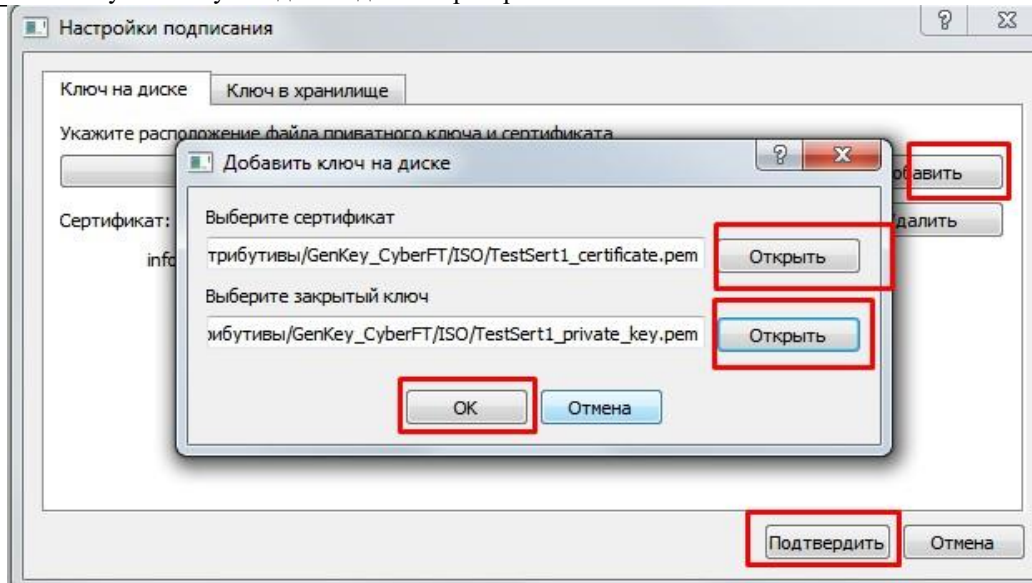 Настройки подписания
Ключ на диске Ключ в хранилище
Укажите расположение файла приватного ключа и сертификата
Добавить ключ на диске
обавить
Сертификат:
Выберите сертификат
далить
info
трибутивы/GenKey_CyberFT/ISO/TestSert1_certificate.pem Открыть
Выберите закрытый ключ
ибутивы/GenKey_CyberFT/ISO/TestSert1_private_key.pem Открыть
OK Отмена
Подтвердить Отмена